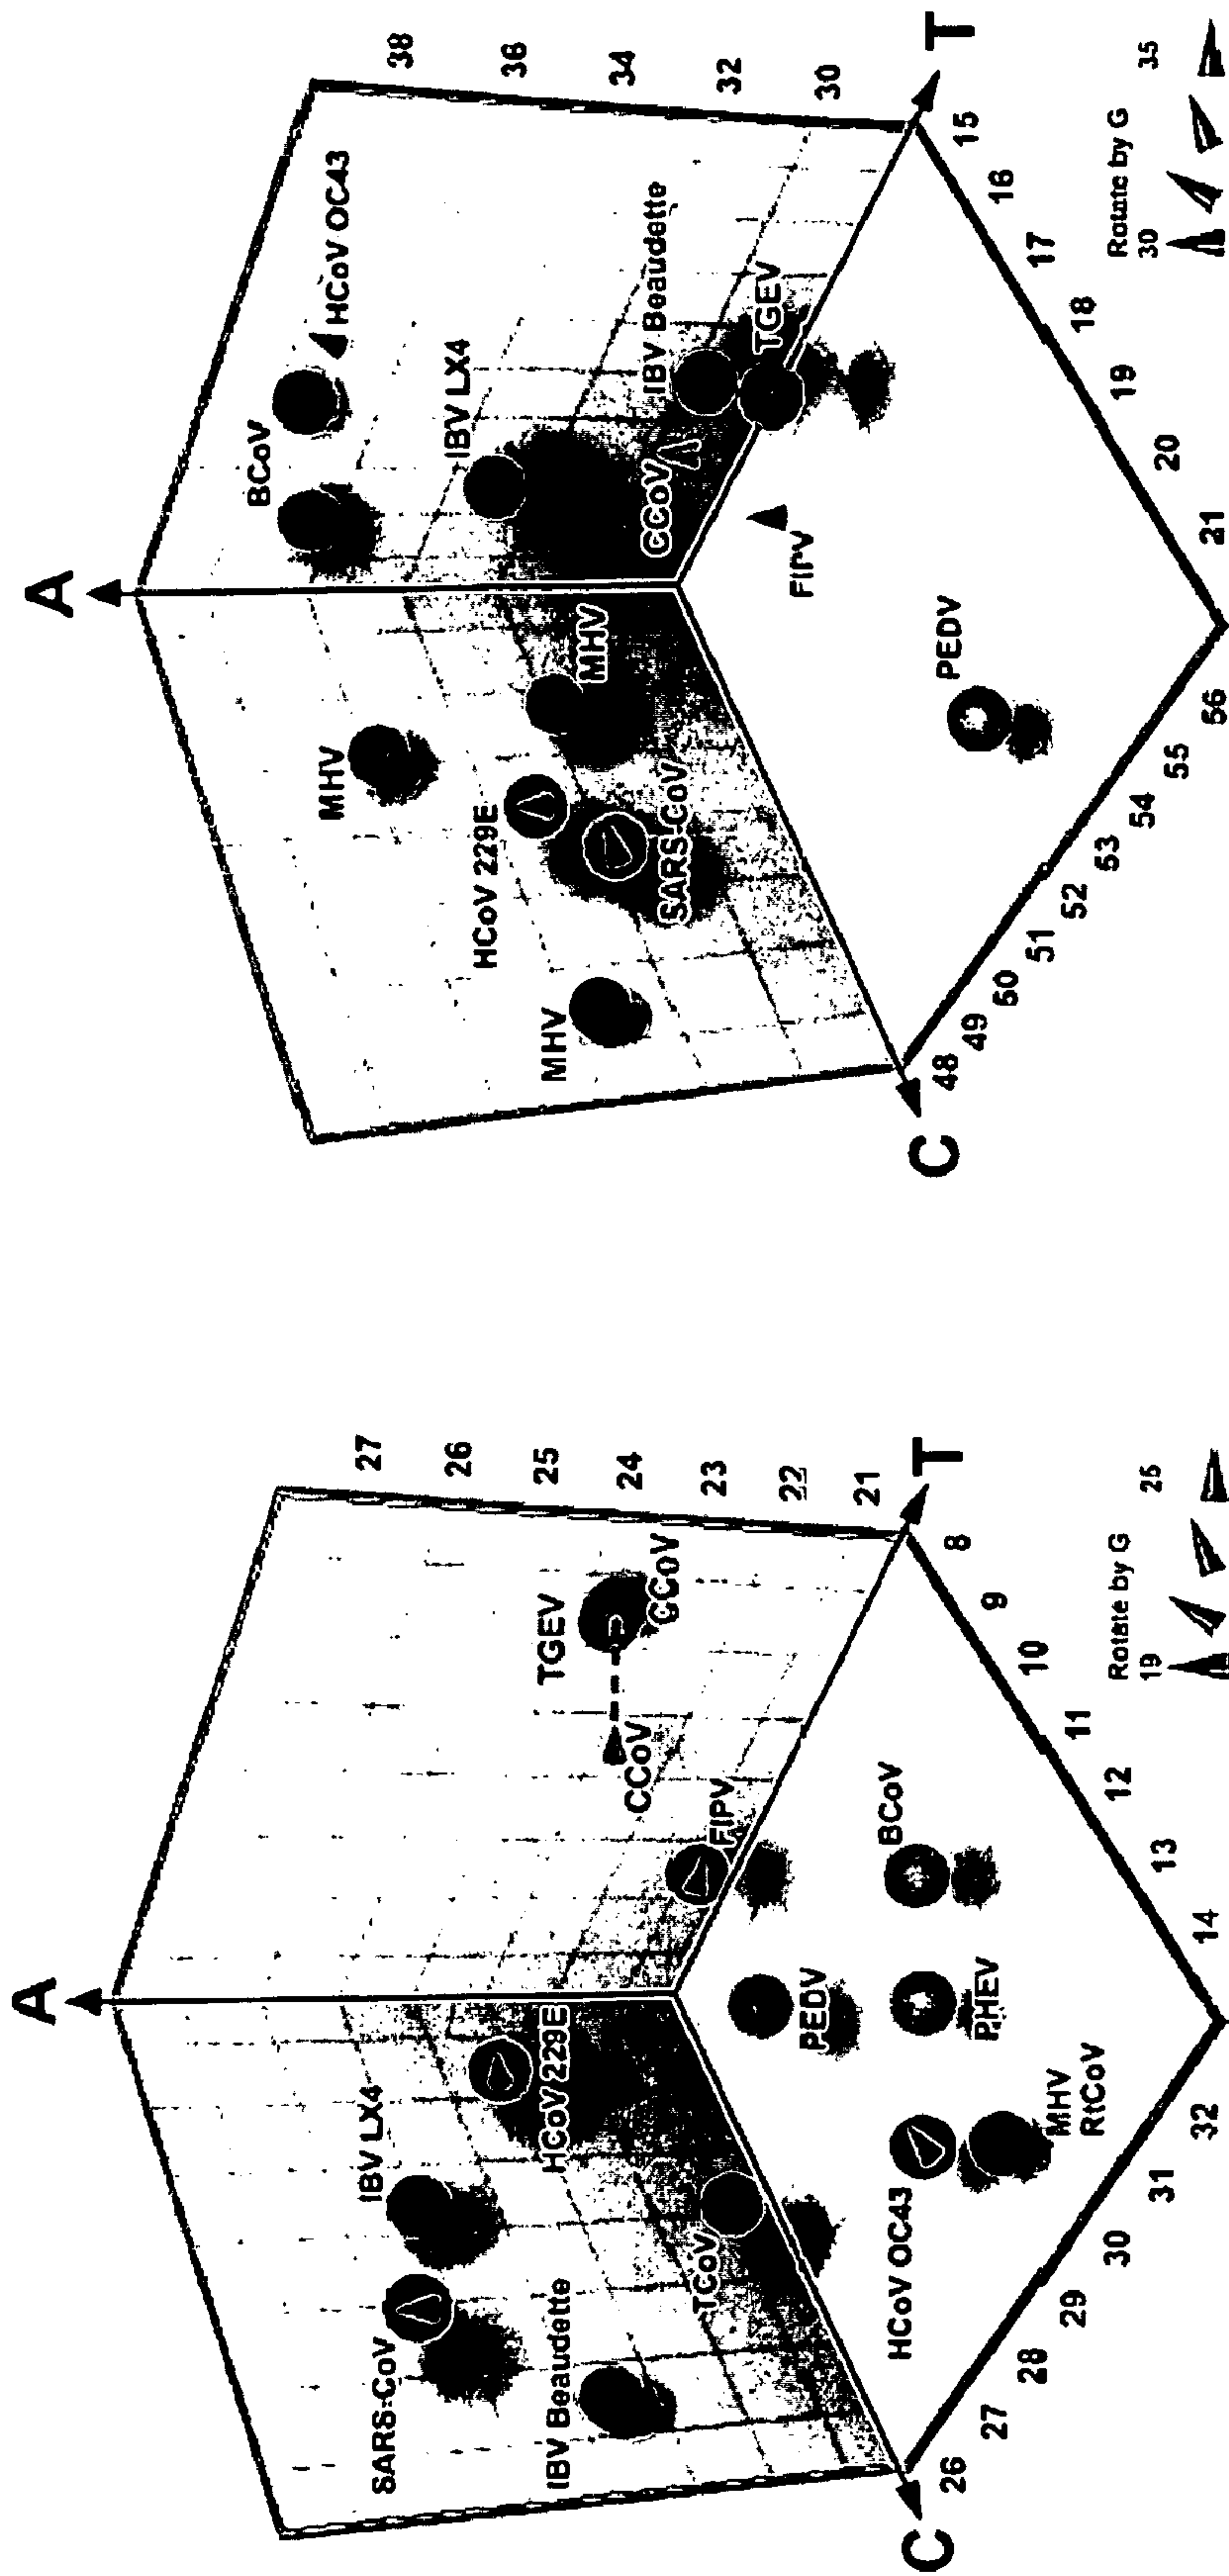 A
IBV LX4
SARS-CoV
HCoV 229E
IBV Beaudette
TCoV
TGEV
CCoV
CCoV
FIPV
PEDV
BCoV
PHEV
HCoV OC43
MHV
RtCoV
27
26
25
24
23
22
21
T
C
26
27
28
29
30
31
32
14
13
12
11
10
9
8
Rotate by G
19 25
A
BCoV
HCoV OC43
MHV
IBV LX4
HCoV 229E
MHV
MHV
SARS-CoV
CCoV
IBV Beaudette
TGEV
FIPV
PEDV
38
36
34
32
30
T
C
48
49
50
51
52
53
54
55
56
21
20
19
18
17
16
15
Rotate by G
30 35